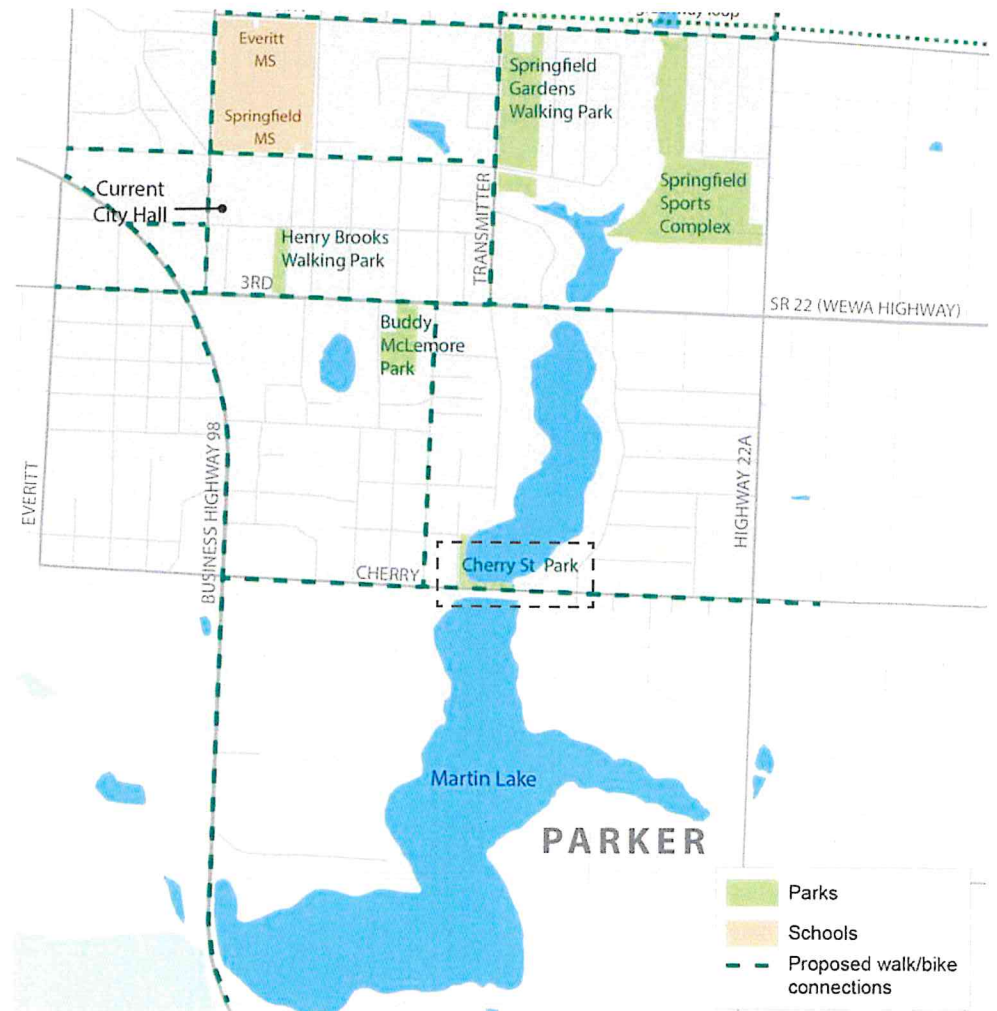 loop
Everitt
MS
Springfield
MS
Springfield
Gardens
Walking Park
Springfield
Sports
Complex
TRANSMITTER
Current
City Hall
Henry Brooks
Walking Park
3RD
SR 22 (WEWA HIGHWAY)
Buddy
McLemore
Park
EVERITT
BUSINESS HIGHWAY 98
HIGHWAY 22A
CHERRY
Cherry St Park
Martin Lake
PARKER
Parks
Schools
Proposed walk/bike
connections